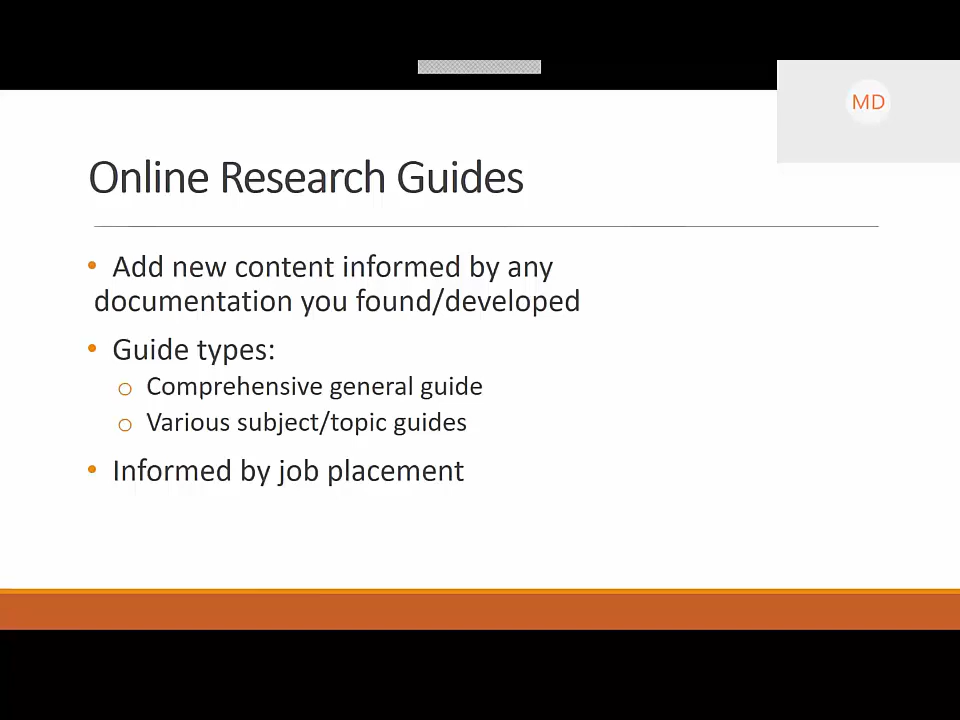 MD
Online Research Guides
• Add new content informed by any
documentation you found/developed
• Guide types:
o Comprehensive general guide
o Various subject/topic guides
• Informed by job placement